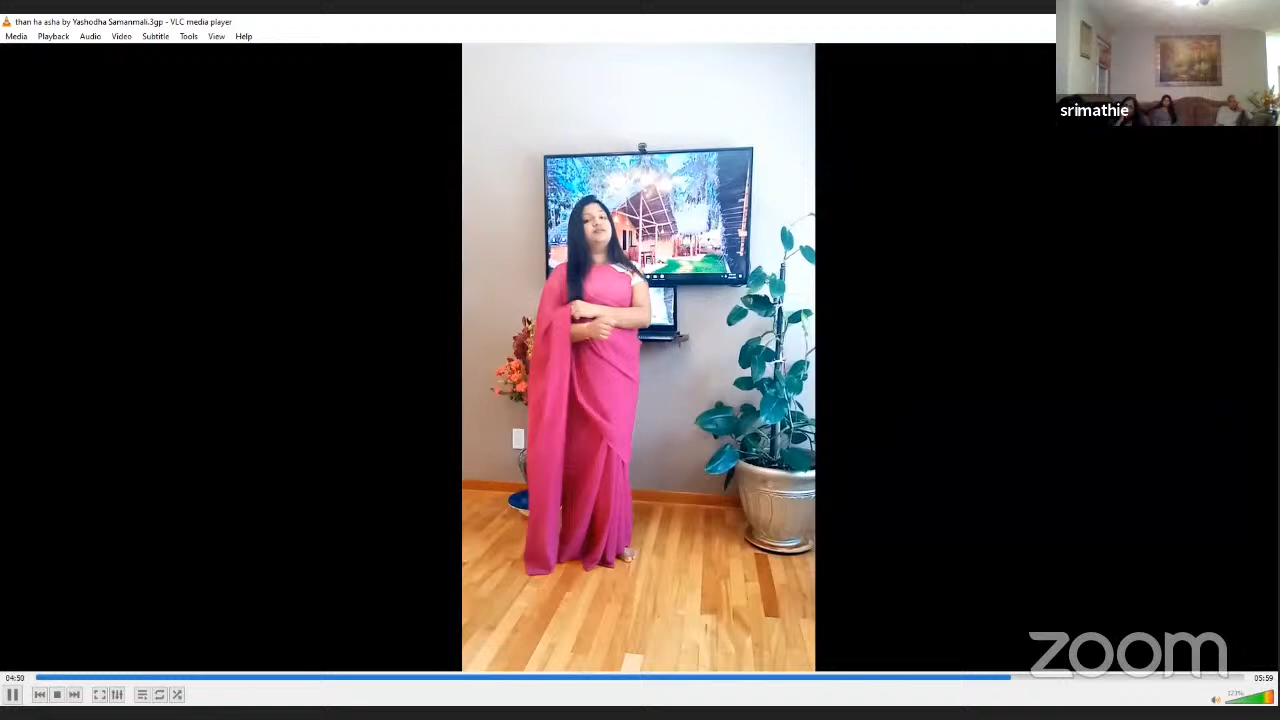 than ha asha by Yashodha Samanmali.3gp - VLC media player
Media Playback Audio Video Subtitle Tools View Help
srimathie
zoom
04:50
05:59
123%